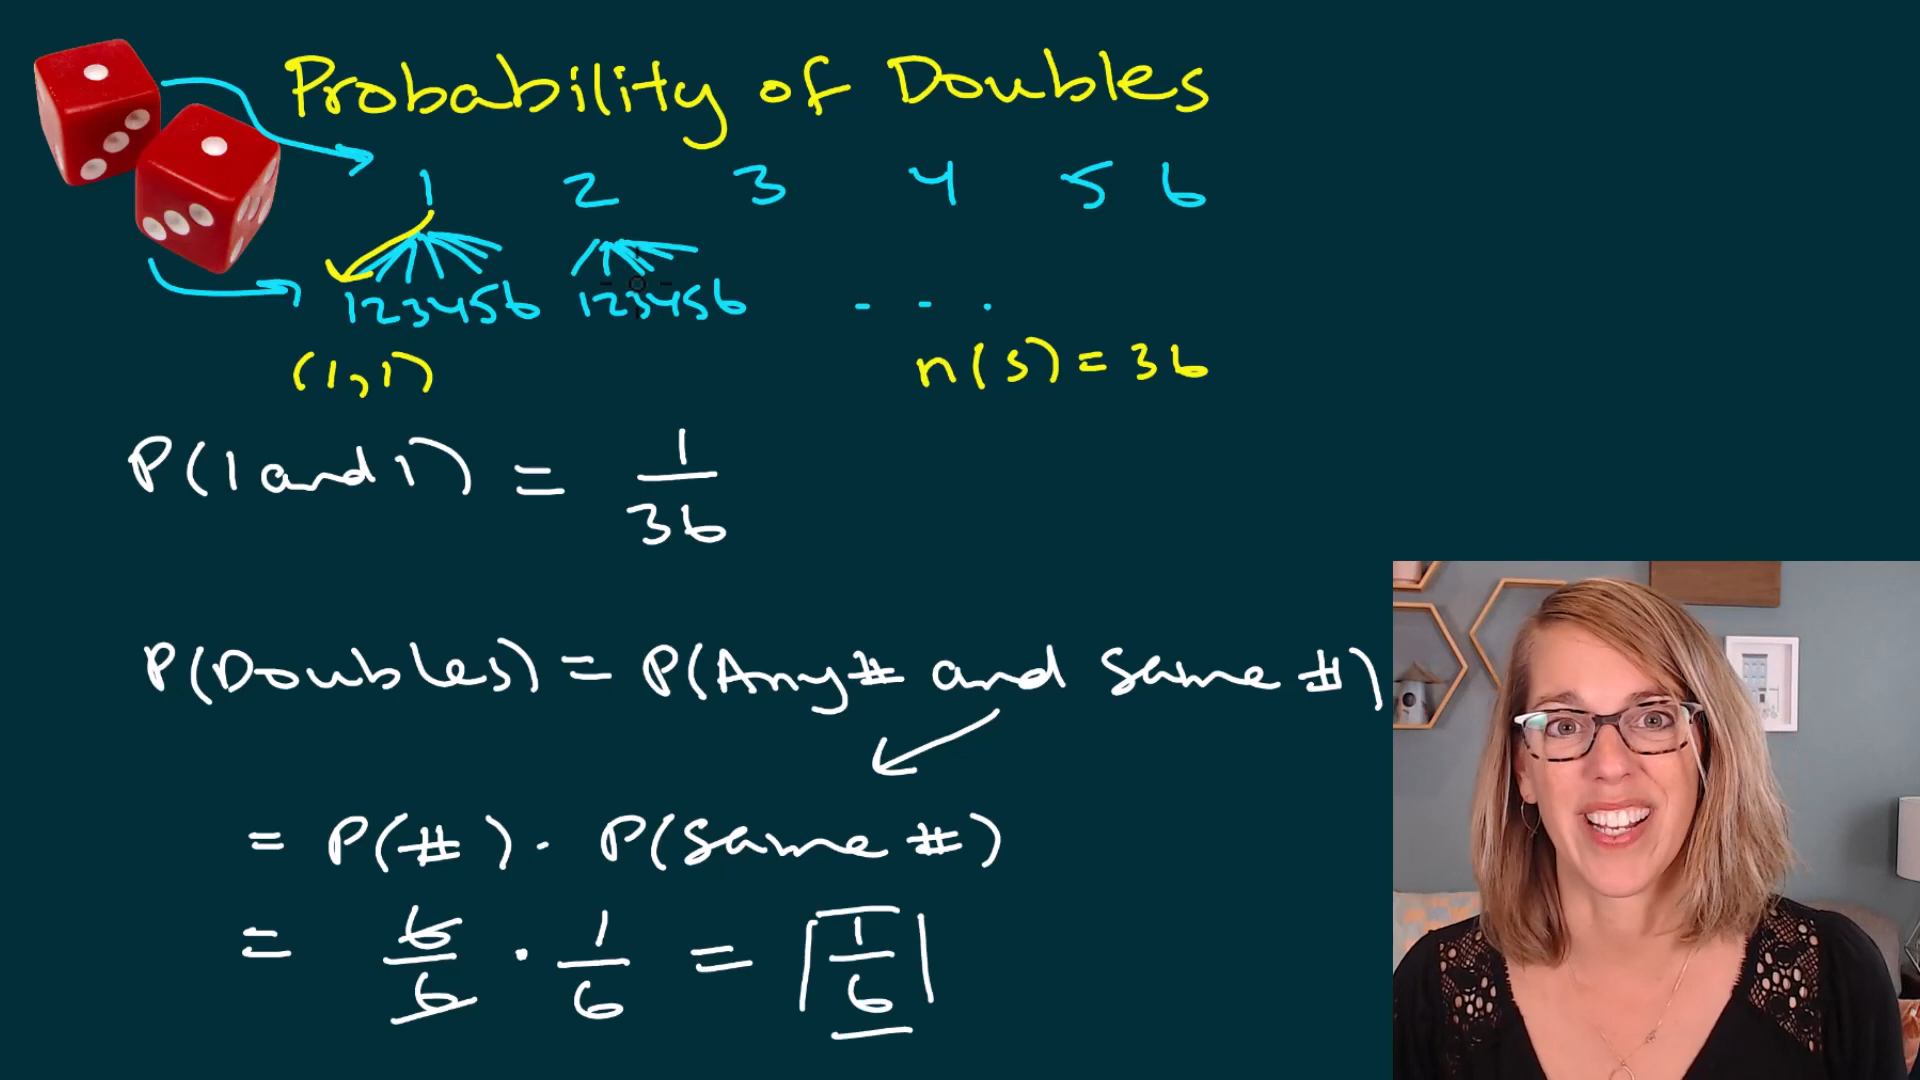 Probability of Doubles
1 2 3 4 5 6
123456 123456 . . .
(1,1) n(s) = 36
P(1 and 1) = 1/36
P(Doubles) = P(Any # and Same #)
= P(#) · P(Same #)
= 6/6 · 1/6 = 1/6